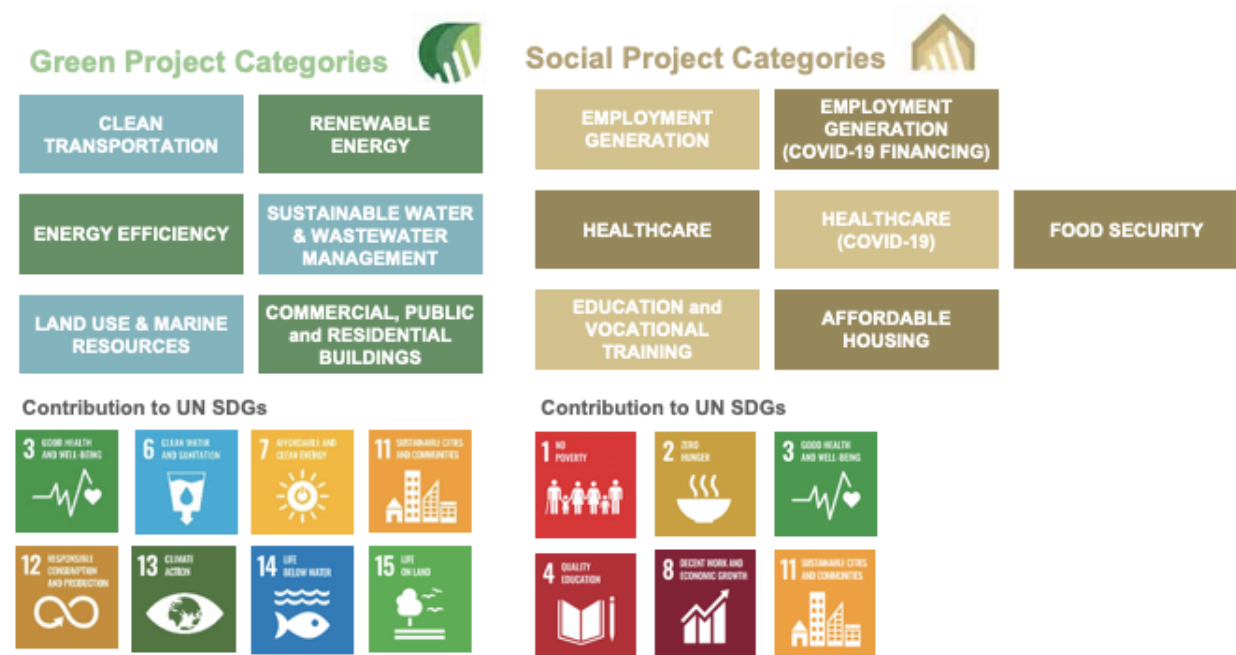 Green Project Categories
CLEAN
TRANSPORTATION
RENEWABLE
ENERGY
ENERGY EFFICIENCY
SUSTAINABLE WATER
& WASTEWATER
MANAGEMENT
LAND USE & MARINE
RESOURCES
COMMERCIAL, PUBLIC
and RESIDENTIAL
BUILDINGS
Contribution to UN SDGs
3 GOOD HEALTH
AND WELL-BEING
6 CLEAN WATER
AND SANITATION
7 AFFORDABLE AND
CLEAN ENERGY
11 SUSTAINABLE CITIES
AND COMMUNITIES
12 RESPONSIBLE
CONSUMPTION
AND PRODUCTION
13 CLIMATE
ACTION
14 LIFE
BELOW WATER
15 LIFE
ON LAND
Social Project Categories
EMPLOYMENT
GENERATION
EMPLOYMENT
GENERATION
(COVID-19 FINANCING)
HEALTHCARE
HEALTHCARE
(COVID-19)
FOOD SECURITY
EDUCATION and
VOCATIONAL
TRAINING
AFFORDABLE
HOUSING
Contribution to UN SDGs
1 NO
POVERTY
2 ZERO
HUNGER
3 GOOD HEALTH
AND WELL-BEING
4 QUALITY
EDUCATION
8 DECENT WORK AND
ECONOMIC GROWTH
11 SUSTAINABLE CITIES
AND COMMUNITIES